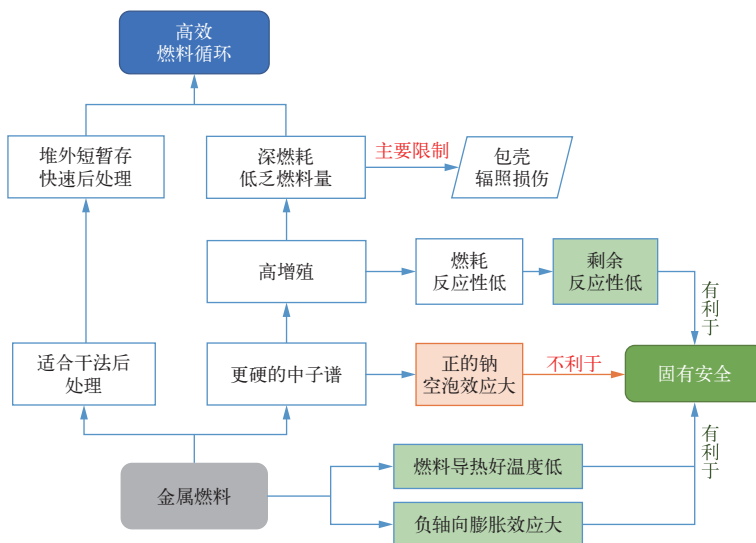 高效
燃料循环
堆外短暂存
快速后处理
深燃耗
低乏燃料量
主要限制
包壳
辐照损伤
高增殖
燃耗
反应性低
剩余
反应性低
有利于
适合干法后
处理
更硬的中子谱
正的钠
空泡效应大
不利于
固有安全
有利于
燃料导热好温度低
金属燃料
负轴向膨胀效应大